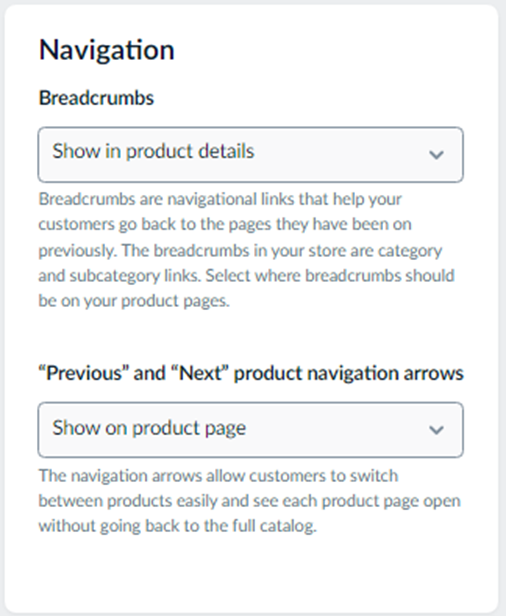 Navigation
Breadcrumbs
Show in product details
Breadcrumbs are navigational links that help your
customers go back to the pages they have been on
previously. The breadcrumbs in your store are category
and subcategory links. Select where breadcrumbs should
be on your product pages.
“Previous” and “Next” product navigation arrows
Show on product page
The navigation arrows allow customers to switch
between products easily and see each product page open
without going back to the full catalog.